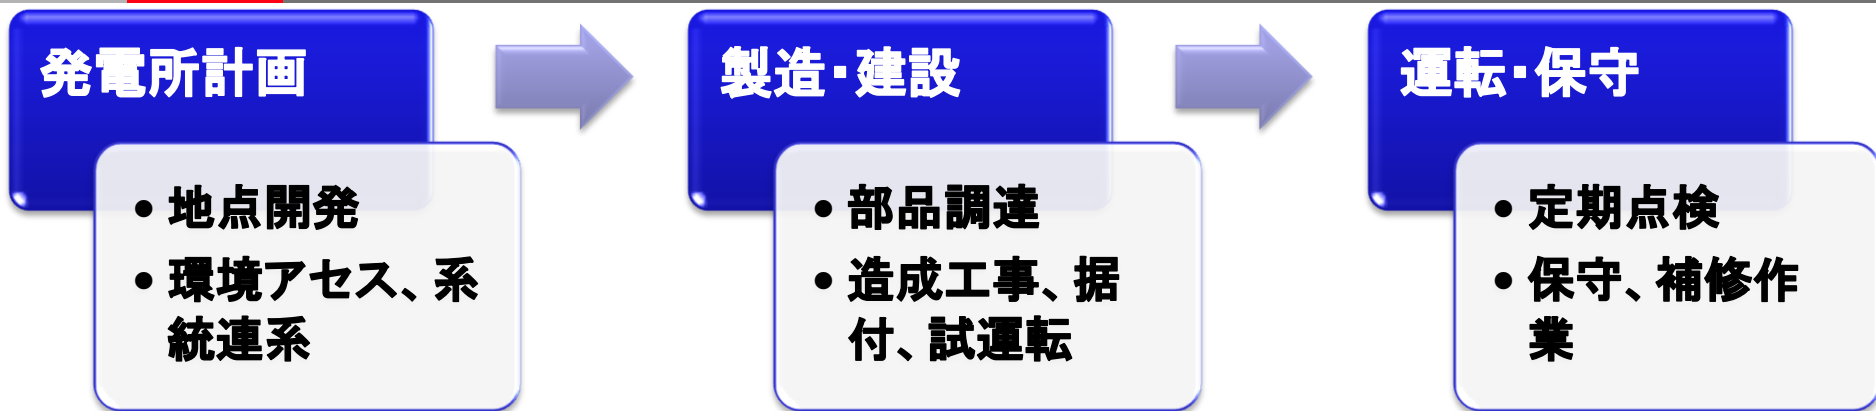 発電所計画
• 地点開発
• 環境アセス、系
統連系
製造・建設
• 部品調達
• 造成工事、据
付、試運転
運転・保守
• 定期点検
• 保守、補修作
業